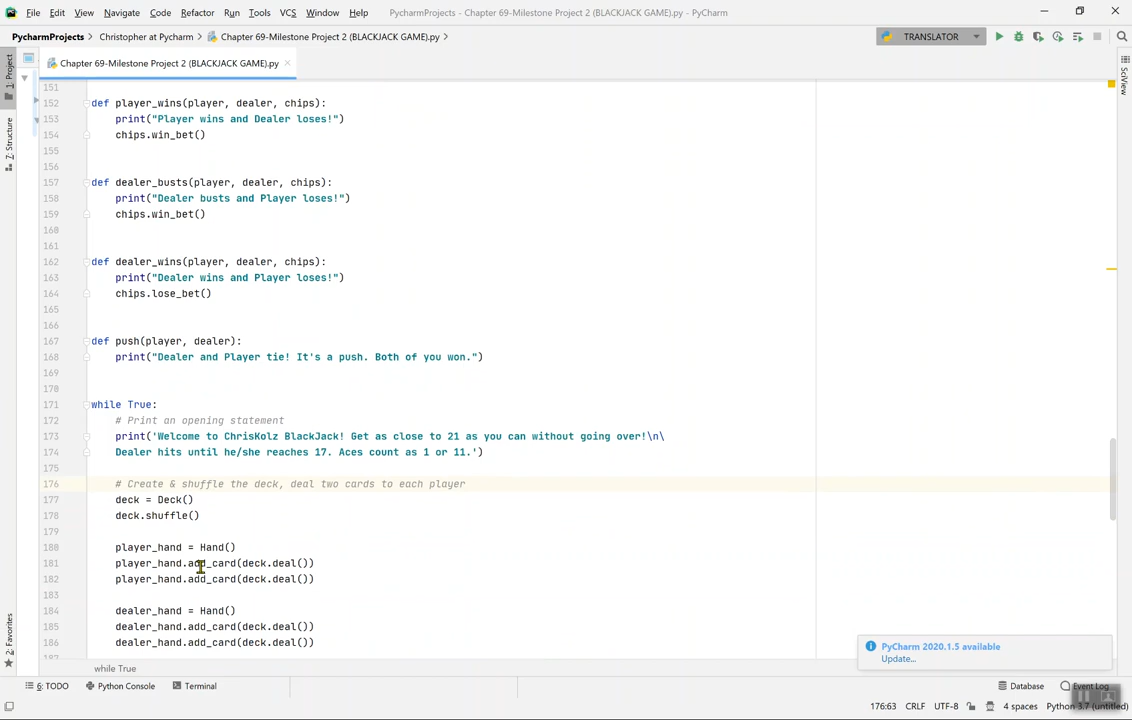 File Edit View Navigate Code Refactor Run Tools VCS Window Help PycharmProjects - Chapter 69-Milestone Project 2 (BLACKJACK GAME).py - PyCharm
PycharmProjects Christopher at Pycharm Chapter 69-Milestone Project 2 (BLACKJACK GAME).py TRANSLATOR
Chapter 69-Milestone Project 2 (BLACKJACK GAME).py
1: Project
Z: Structure
2: Favorites
SciView
151
152 def player_wins(player, dealer, chips):
153 print("Player wins and Dealer loses!")
154 chips.win_bet()
155
156
157 def dealer_busts(player, dealer, chips):
158 print("Dealer busts and Player loses!")
159 chips.win_bet()
160
161
162 def dealer_wins(player, dealer, chips):
163 print("Dealer wins and Player loses!")
164 chips.lose_bet()
165
166
167 def push(player, dealer):
168 print("Dealer and Player tie! It's a push. Both of you won.")
169
170
171 while True:
172 # Print an opening statement
173 print('Welcome to ChrisKolz BlackJack! Get as close to 21 as you can without going over!\n\
174 Dealer hits until he/she reaches 17. Aces count as 1 or 11.')
175
176 # Create & shuffle the deck, deal two cards to each player
177 deck = Deck()
178 deck.shuffle()
179
180 player_hand = Hand()
181 player_hand.add_card(deck.deal())
182 player_hand.add_card(deck.deal())
183
184 dealer_hand = Hand()
185 dealer_hand.add_card(deck.deal())
186 dealer_hand.add_card(deck.deal())
187
PyCharm 2020.1.5 available
Update...
while True
6: TODO Python Console Terminal Database Event Log
176:63 CRLF UTF-8 4 spaces Python 3.7 (untitled)